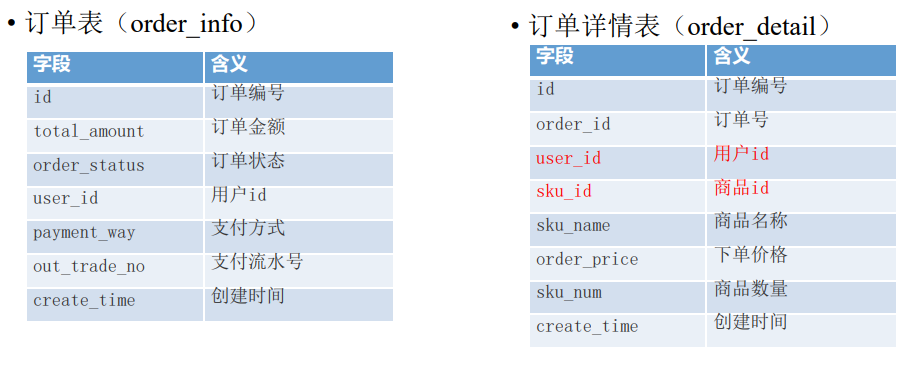 • 订单表（order_info）
字段 含义
id 订单编号
total_amount 订单金额
order_status 订单状态
user_id 用户id
payment_way 支付方式
out_trade_no 支付流水号
create_time 创建时间
• 订单详情表（order_detail）
字段 含义
id 订单编号
order_id 订单号
user_id 用户id
sku_id 商品id
sku_name 商品名称
order_price 下单价格
sku_num 商品数量
create_time 创建时间